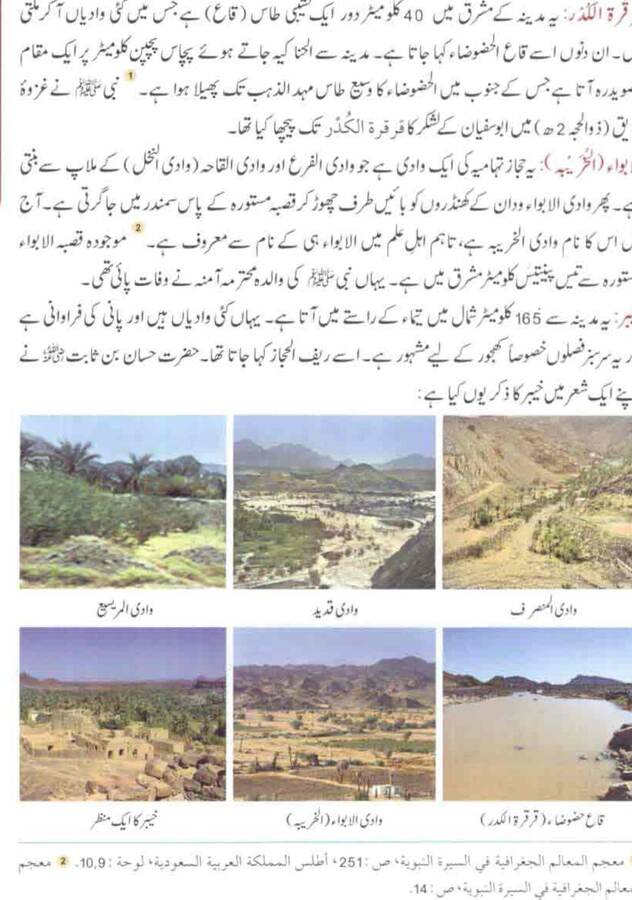 قرۃ الکُدْر: یہ مدینہ کے مشرق میں 40 کلومیٹر دور ایک نشیبی طاس (قاع) ہے جس میں کئی وادیاں آ کر ملتی
ں۔ ان دنوں اسے قاع الحضوضاء کہا جاتا ہے۔ مدینہ سے الحناکیہ جاتے ہوئے پچاس پچپن کلومیٹر پر ایک مقام
صویدرہ آتا ہے جس کے جنوب میں الحضوضاء کا وسیع طاس مہد الذہب تک پھیلا ہوا ہے۔ 1 نبی ﷺ نے غزوۂ
یق (ذوالحجہ 2ھ) میں ابوسفیان کے لشکر کا قرقرۃ الکُدْر تک پیچھا کیا تھا۔
ابواء (الخُرَیبہ): یہ حجاز تہامیہ کی ایک وادی ہے جو وادی الفرع اور وادی القاحہ (وادی النخل) کے ملاپ سے بنتی
ہے۔ پھر وادی الابواء ودان کے کھنڈروں کو بائیں طرف چھوڑ کر قصبہ مستورہ کے پاس سمندر میں جا گرتی ہے۔ آج
ل اس کا نام وادی الخریبہ ہے، تاہم اہلِ علم میں الابواء ہی کے نام سے معروف ہے۔ 2 موجودہ قصبہ الابواء
ستورہ سے تیس پینتیس کلومیٹر مشرق میں ہے۔ یہاں نبی ﷺ کی والدہ محترمہ آمنہ نے وفات پائی تھی۔
بر: یہ مدینہ سے 165 کلومیٹر شمال میں تیماء کے راستے میں آتا ہے۔ یہاں کئی وادیاں ہیں اور پانی کی فراوانی ہے
ر یہ سرسبز فصلوں خصوصاً کھجور کے لیے مشہور ہے۔ اسے ریف الحجاز کہا جاتا تھا۔ حضرت حسان بن ثابت رضی اللہ عنہ نے
پنے ایک شعر میں خیبر کا ذکر یوں کیا ہے:
وادی المنصرف
وادی قدید
وادی المریسیع
قاع حضوضاء (قرقرۃ الکدر)
وادی الابواء (الخریبہ)
خیبر کا ایک منظر
معجم المعالم الجغرافية في السيرة النبوية، ص: 251، أطلس المملكة العربية السعودية، لوحة: 10,9. 2 معجم
معالم الجغرافية في السيرة النبوية، ص: 14.